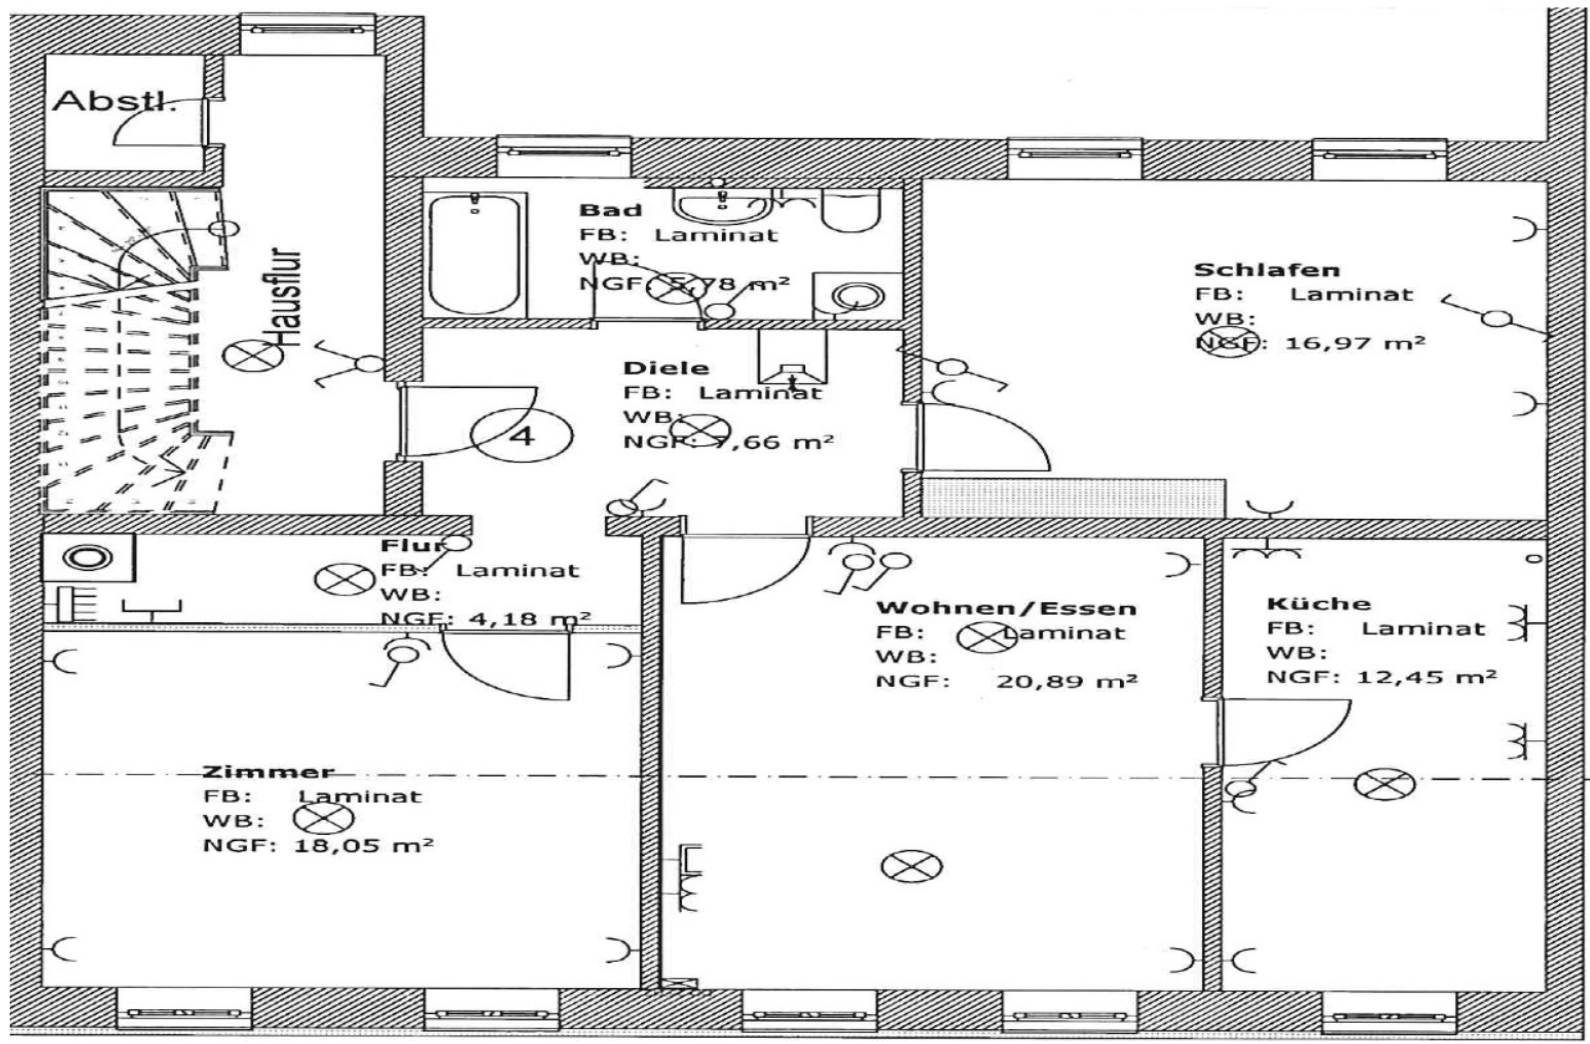 Abstl.
Hausflur
Bad
FB: Laminat
WB:
NGF: 5,78 m²
Schlafen
FB: Laminat
WB:
NGF: 16,97 m²
Diele
FB: Laminat
WB:
NGF: 7,66 m²
4
Flur
FB: Laminat
WB:
NGF: 4,18 m²
Wohnen/Essen
FB: Laminat
WB:
NGF: 20,89 m²
Küche
FB: Laminat
WB:
NGF: 12,45 m²
Zimmer
FB: Laminat
WB:
NGF: 18,05 m²